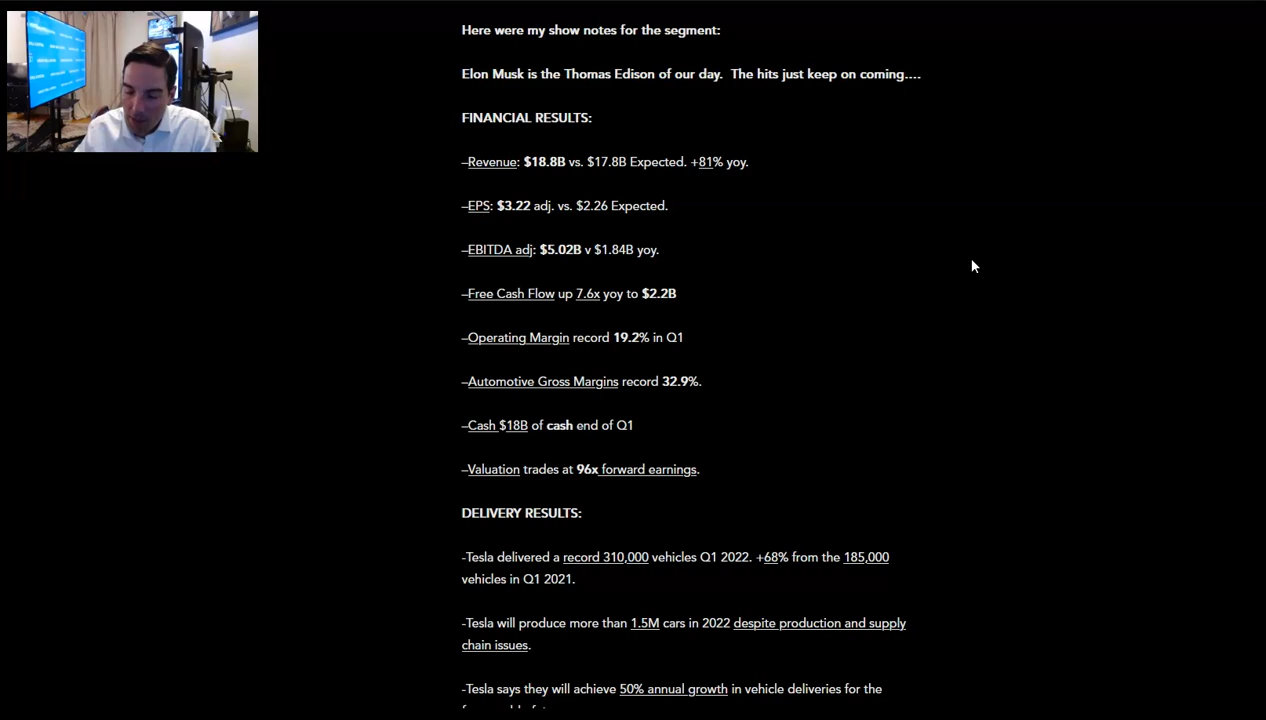 Here were my show notes for the segment:
Elon Musk is the Thomas Edison of our day.  The hits just keep on coming....
FINANCIAL RESULTS:
–Revenue: $18.8B vs. $17.8B Expected. +81% yoy.
–EPS: $3.22 adj. vs. $2.26 Expected.
–EBITDA adj: $5.02B v $1.84B yoy.
–Free Cash Flow up 7.6x yoy to $2.2B
–Operating Margin record 19.2% in Q1
–Automotive Gross Margins record 32.9%.
–Cash $18B of cash end of Q1
–Valuation trades at 96x forward earnings.
DELIVERY RESULTS:
-Tesla delivered a record 310,000 vehicles Q1 2022. +68% from the 185,000
vehicles in Q1 2021.
-Tesla will produce more than 1.5M cars in 2022 despite production and supply
chain issues.
-Tesla says they will achieve 50% annual growth in vehicle deliveries for the